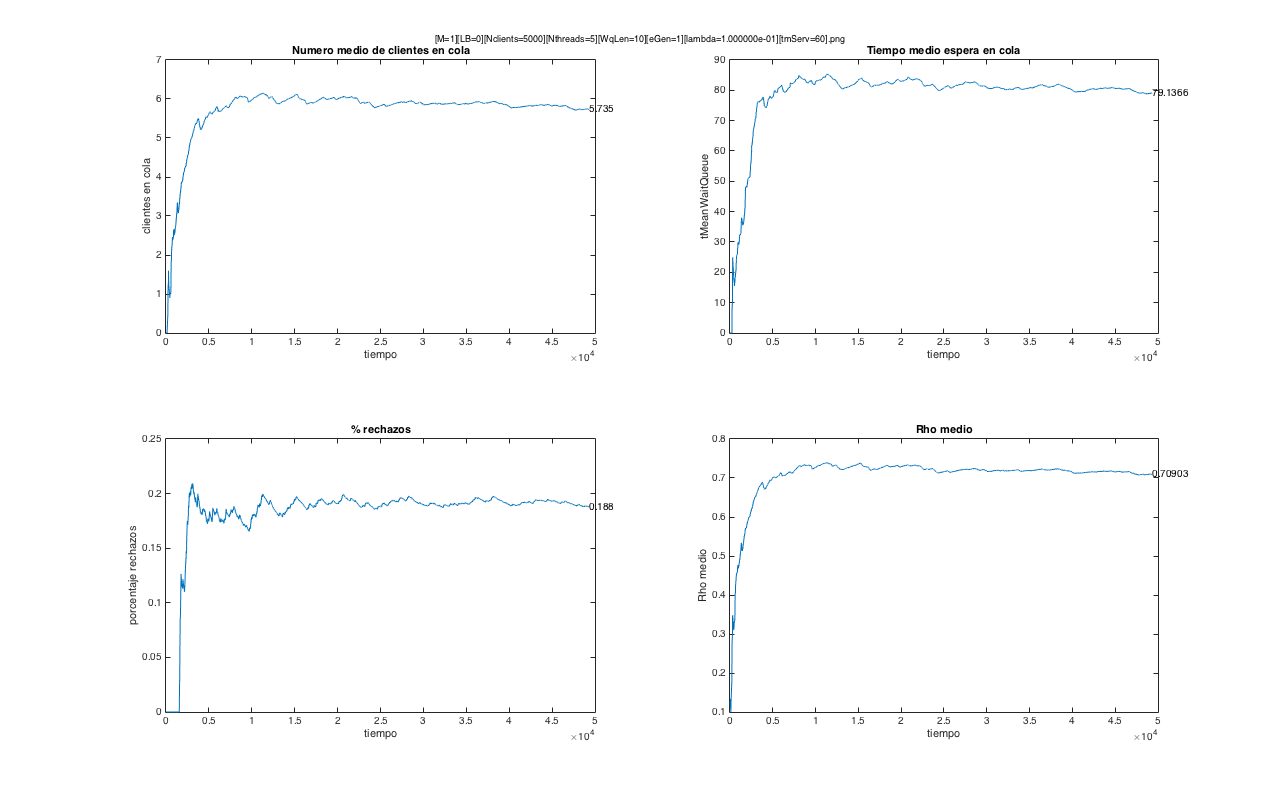 [M=1][LB=0][Nclients=5000][Nthreads=5][WqLen=10][eGen=1][lambda=1.000000e-01][tmServ=60].png
Numero medio de clientes en cola
7
6
5
4
3
2
1
0
clientes en cola
5.735
0 0.5 1 1.5 2 2.5 3 3.5 4 4.5 5
tiempo
×10^4
Tiempo medio espera en cola
90
80
70
60
50
40
30
20
10
0
tMeanWaitQueue
79.1366
0 0.5 1 1.5 2 2.5 3 3.5 4 4.5 5
tiempo
×10^4
% rechazos
0.25
0.2
0.15
0.1
0.05
0
porcentaje rechazos
0.188
0 0.5 1 1.5 2 2.5 3 3.5 4 4.5 5
tiempo
×10^4
Rho medio
0.8
0.7
0.6
0.5
0.4
0.3
0.2
0.1
Rho medio
0.70903
0 0.5 1 1.5 2 2.5 3 3.5 4 4.5 5
tiempo
×10^4